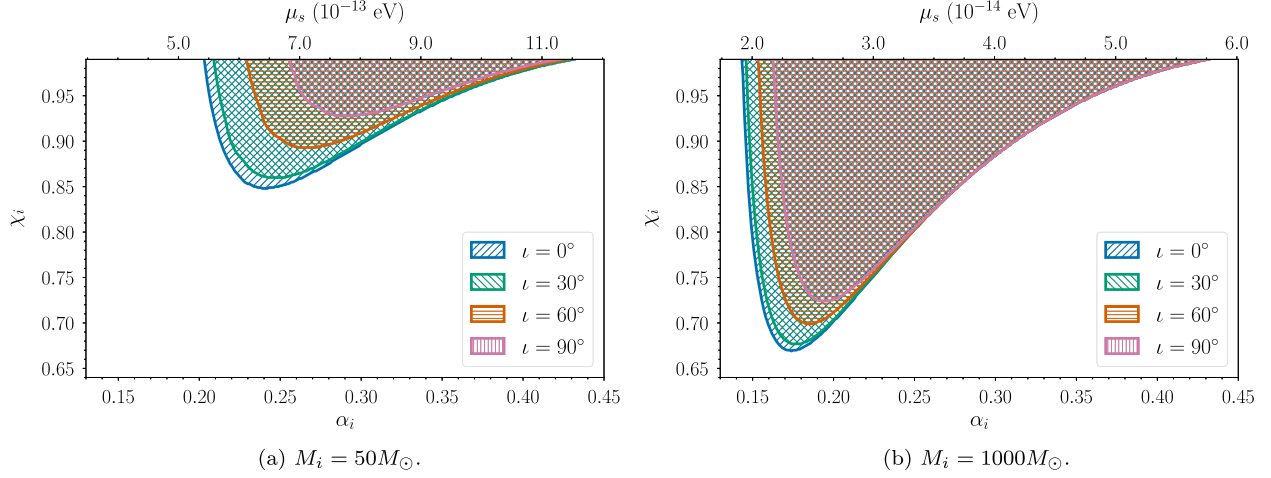 μₛ (10⁻¹³ eV)
5.0 7.0 9.0 11.0
0.95
0.90
0.85
0.80
0.75
0.70
0.65
χᵢ
ι = 0°
ι = 30°
ι = 60°
ι = 90°
0.15 0.20 0.25 0.30 0.35 0.40 0.45
αᵢ
(a) Mᵢ = 50M⊙.
μₛ (10⁻¹⁴ eV)
2.0 3.0 4.0 5.0 6.0
0.95
0.90
0.85
0.80
0.75
0.70
0.65
χᵢ
ι = 0°
ι = 30°
ι = 60°
ι = 90°
0.15 0.20 0.25 0.30 0.35 0.40 0.45
αᵢ
(b) Mᵢ = 1000M⊙.